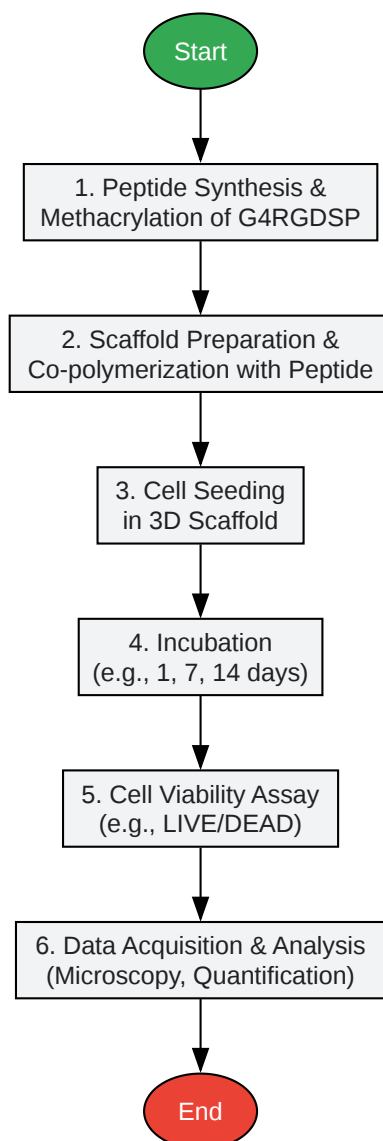 Start
1. Peptide Synthesis &
Methacrylation of G4RGDSP
2. Scaffold Preparation &
Co-polymerization with Peptide
3. Cell Seeding
in 3D Scaffold
4. Incubation
(e.g., 1, 7, 14 days)
5. Cell Viability Assay
(e.g., LIVE/DEAD)
6. Data Acquisition & Analysis
(Microscopy, Quantification)
End